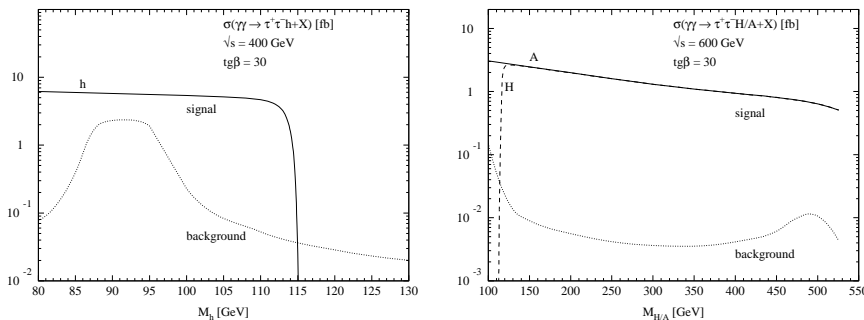 σ(γγ → τ⁺τ⁻h+X) [fb]
√s = 400 GeV
tgβ = 30
h
signal
background
10²
10
1
10⁻¹
10⁻²
80 85 90 95 100 105 110 115 120 125 130
M_h [GeV]
σ(γγ → τ⁺τ⁻H/A+X) [fb]
√s = 600 GeV
tgβ = 30
A
H
signal
background
10²
10
1
10⁻¹
10⁻²
10⁻³
100 150 200 250 300 350 400 450 500 550
M_H/A [GeV]